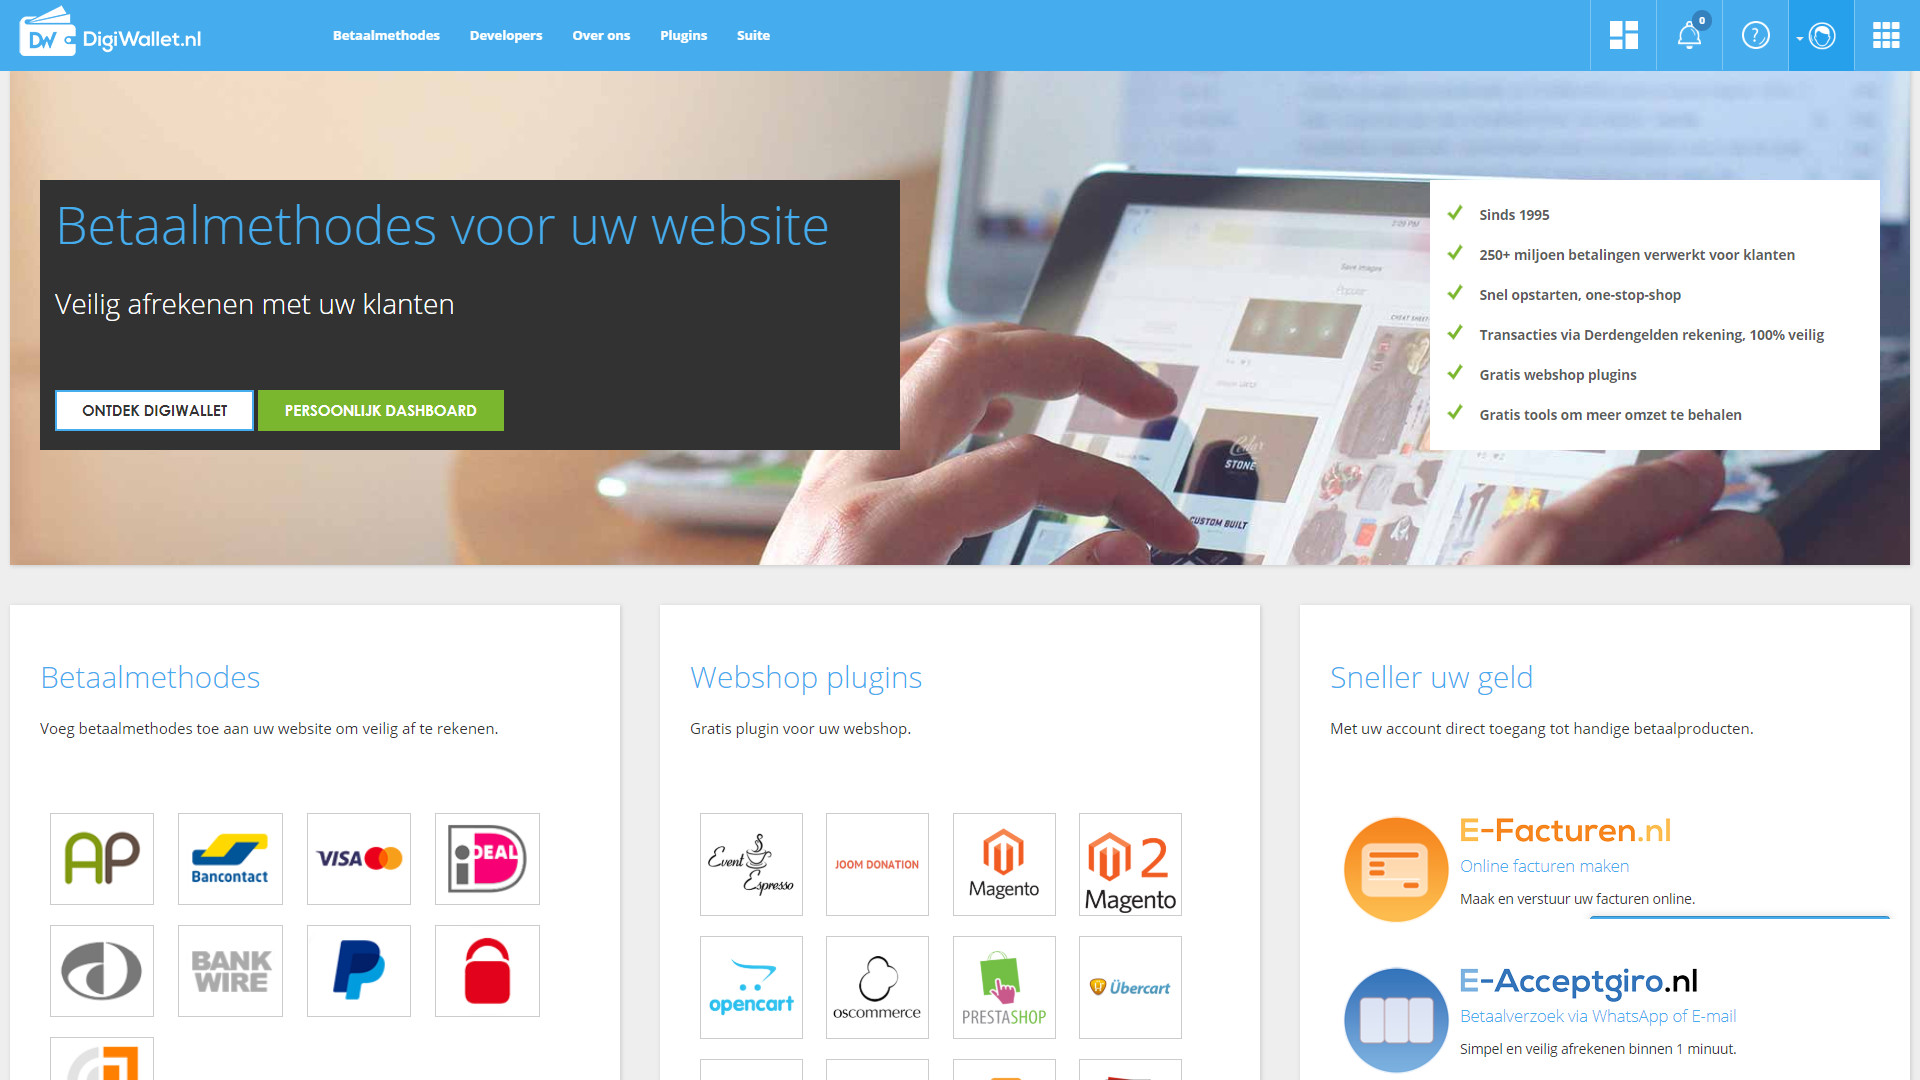 DW DigiWallet.nl
Betaalmethodes
Developers
Over ons
Plugins
Suite
0
?
Betaalmethodes voor uw website
Veilig afrekenen met uw klanten
ONTDEK DIGIWALLET
PERSOONLIJK DASHBOARD
Save images
Popular
STONE
CUSTOM BUILT
Sinds 1995
250+ miljoen betalingen verwerkt voor klanten
Snel opstarten, one-stop-shop
Transacties via Derdengelden rekening, 100% veilig
Gratis webshop plugins
Gratis tools om meer omzet te behalen
Betaalmethodes
Voeg betaalmethodes toe aan uw website om veilig af te rekenen.
AP
Bancontact
VISA
iDEAL
BANK
WIRE
Webshop plugins
Gratis plugin voor uw webshop.
Event
Espresso
JOOM DONATION
Magento
2
Magento
opencart
oscommerce
PRESTASHOP
Übercart
Sneller uw geld
Met uw account direct toegang tot handige betaalproducten.
E-Facturen.nl
Online facturen maken
Maak en verstuur uw facturen online.
E-Acceptgiro.nl
Betaalverzoek via WhatsApp of E-mail
Simpel en veilig afrekenen binnen 1 minuut.